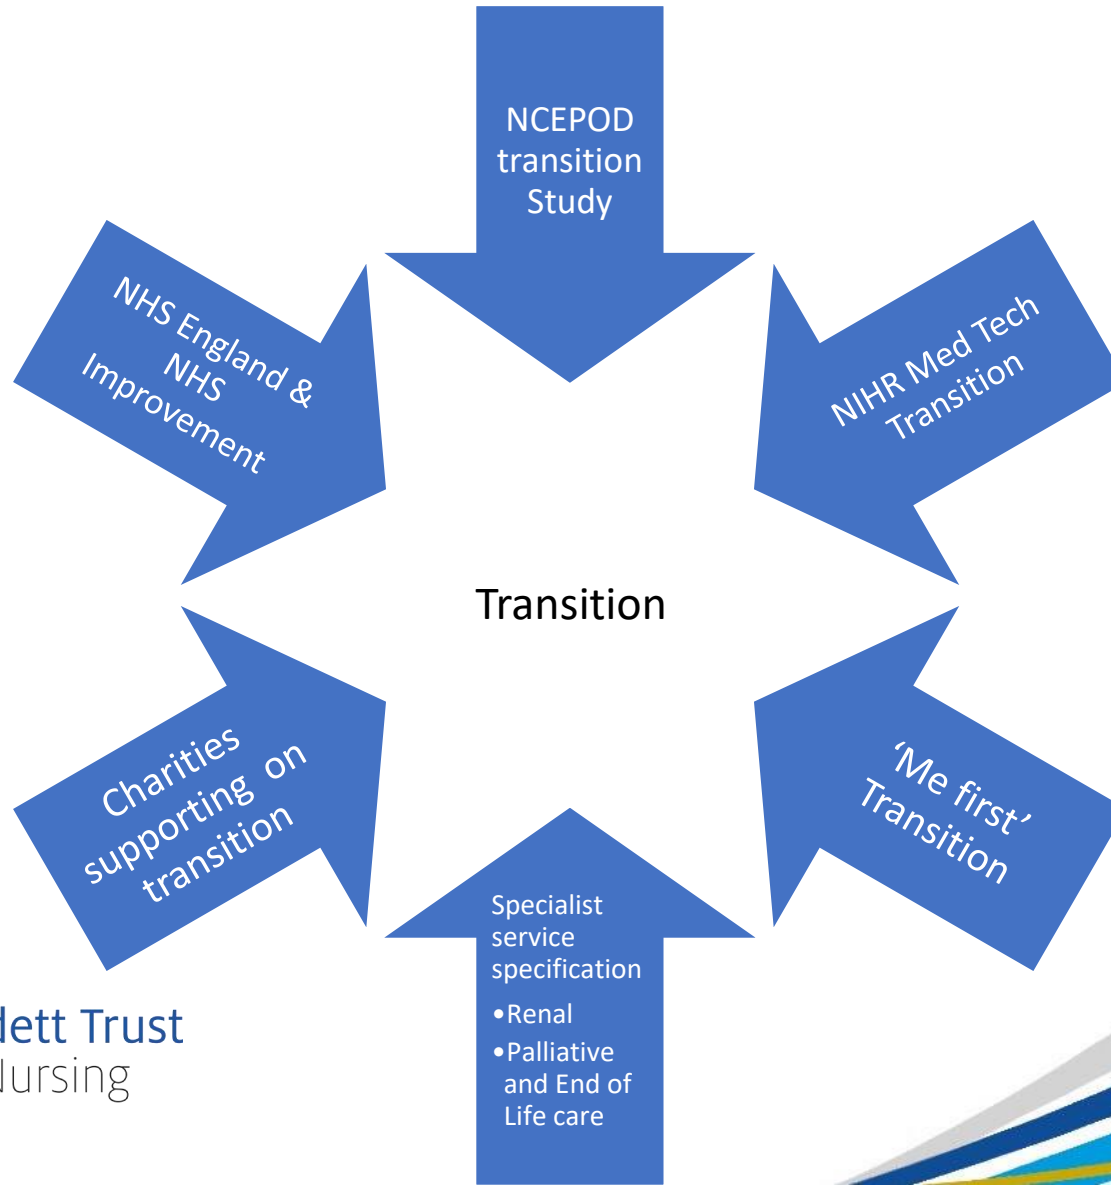 NCEPOD
transition
Study
NHS England &
NHS
Improvement
NIHR Med Tech
Transition
Transition
Charities
supporting on
transition
'Me first'
Transition
Specialist
service
specification
•Renal
•Palliative
and End of
Life care
dett Trust
Nursing